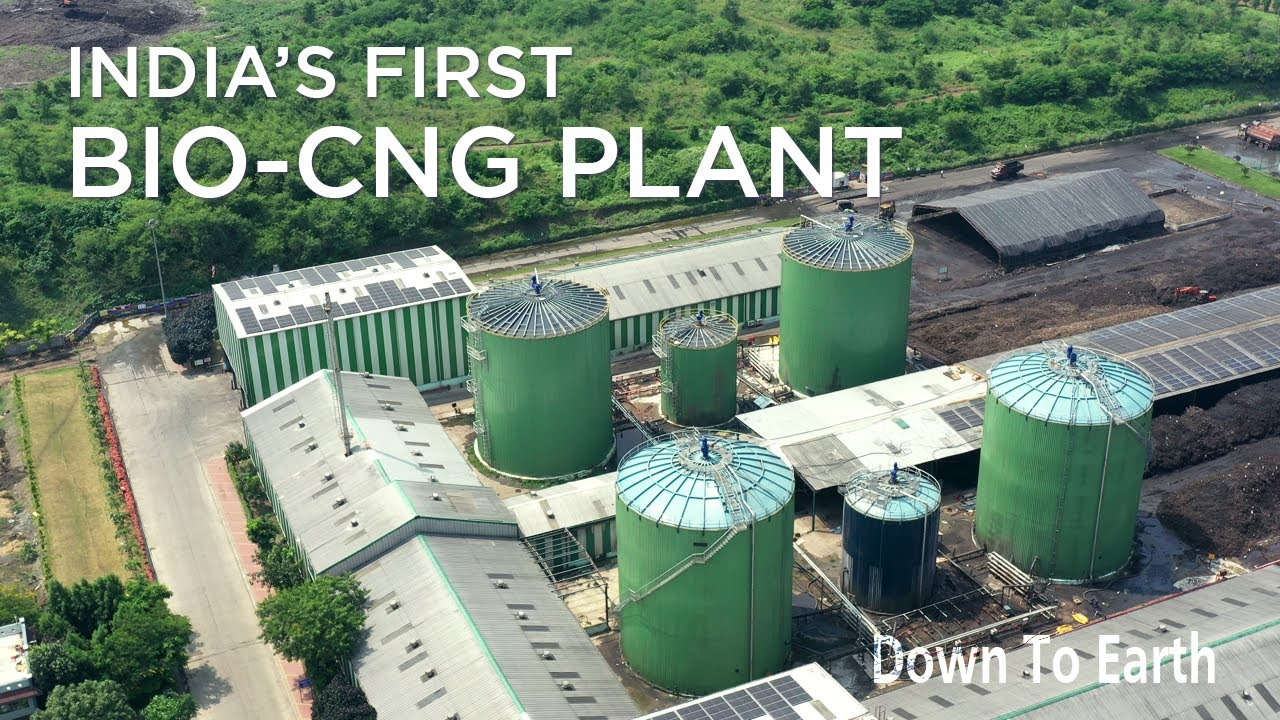 INDIA'S FIRST
BIO-CNG PLANT
Down To Earth